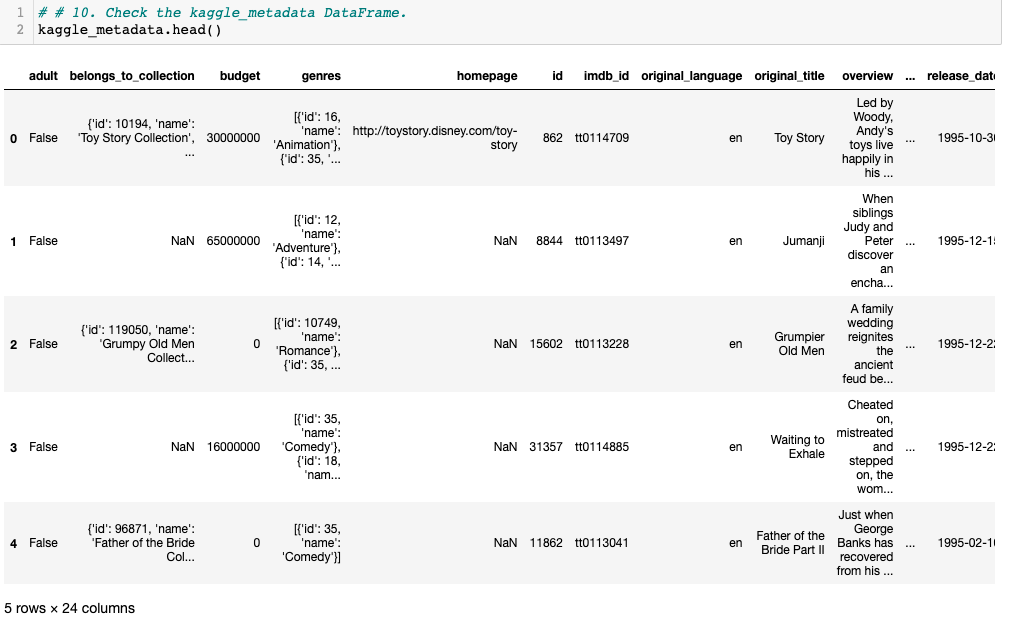 1 # # 10. Check the kaggle_metadata DataFrame.
2 kaggle_metadata.head()
adult belongs_to_collection budget genres homepage id imdb_id original_language original_title overview ... release_date
0 False {'id': 10194, 'name': 'Toy Story Collection', ... 30000000 [{'id': 16, 'name': 'Animation'}, {'id': 35, '... http://toystory.disney.com/toy-story 862 tt0114709 en Toy Story Led by Woody, Andy's toys live happily in his ... ... 1995-10-30
1 False NaN 65000000 [{'id': 12, 'name': 'Adventure'}, {'id': 14, '... NaN 8844 tt0113497 en Jumanji When siblings Judy and Peter discover an encha... ... 1995-12-15
2 False {'id': 119050, 'name': 'Grumpy Old Men Collect... 0 [{'id': 10749, 'name': 'Romance'}, {'id': 35, ... NaN 15602 tt0113228 en Grumpier Old Men A family wedding reignites the ancient feud be... ... 1995-12-22
3 False NaN 16000000 [{'id': 35, 'name': 'Comedy'}, {'id': 18, 'nam... NaN 31357 tt0114885 en Waiting to Exhale Cheated on, mistreated and stepped on, the wom... ... 1995-12-22
4 False {'id': 96871, 'name': 'Father of the Bride Col... 0 [{'id': 35, 'name': 'Comedy'}] NaN 11862 tt0113041 en Father of the Bride Part II Just when George Banks has recovered from his ... ... 1995-02-10
5 rows × 24 columns